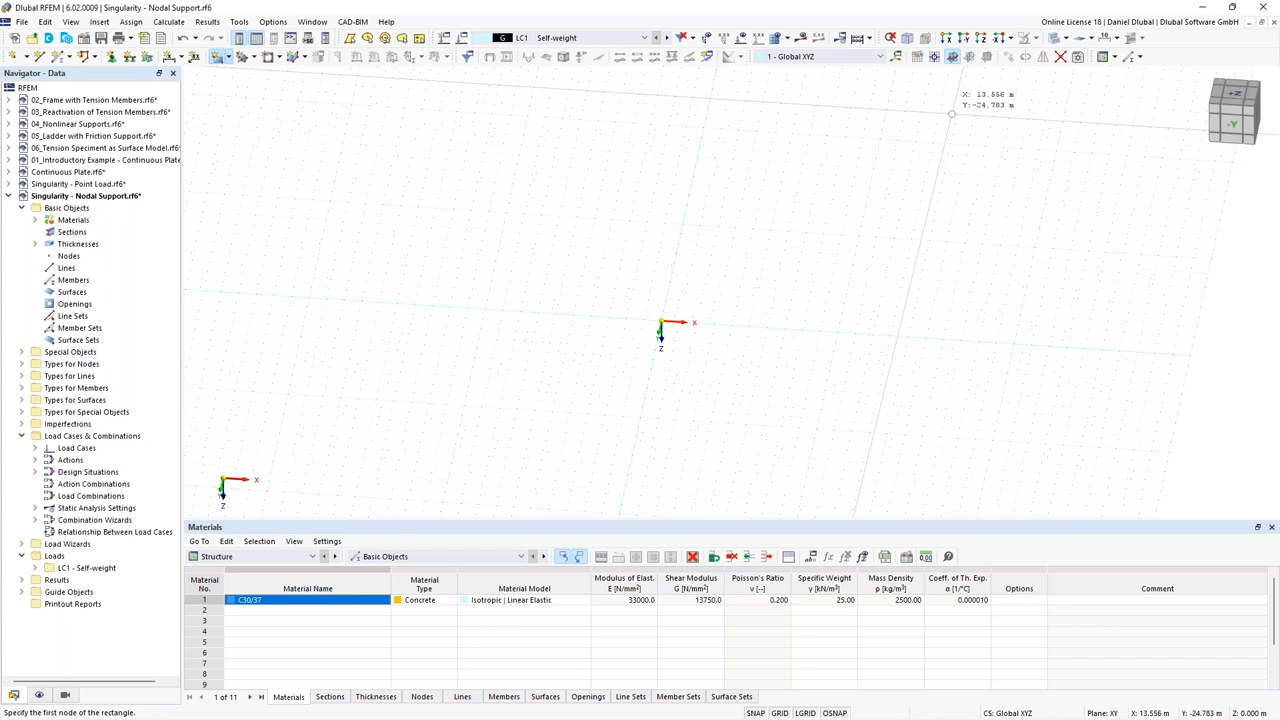 Dlubal RFEM | 6.02.0009 | Singularity - Nodal Support.rf6*
File Edit View Insert Assign Calculate Results Tools Options Window CAD-BIM Help
Online License 18 | Daniel Dlubal | Dlubal Software GmbH
G LC1 Self-weight
1 - Global XYZ
Navigator - Data
RFEM
02_Frame with Tension Members.rf6*
03_Reactivation of Tension Members.rf6*
04_Nonlinear Supports.rf6*
05_Ladder with Friction Support.rf6*
06_Tension Speciment as Surface Model.rf6*
01_Introductory Example - Continuous Plate
Continuous Plate.rf6*
Singularity - Point Load.rf6*
Singularity - Nodal Support.rf6*
Basic Objects
Materials
Sections
Thicknesses
Nodes
Lines
Members
Surfaces
Openings
Line Sets
Member Sets
Surface Sets
Special Objects
Types for Nodes
Types for Lines
Types for Members
Types for Surfaces
Types for Special Objects
Imperfections
Load Cases & Combinations
Load Cases
Actions
Design Situations
Action Combinations
Load Combinations
Static Analysis Settings
Combination Wizards
Relationship Between Load Cases
Load Wizards
Loads
LC1 - Self-weight
Results
Guide Objects
Printout Reports
X: 13.556 m
Y:-24.783 m
+Z
-Y
X
Z
X
Z
Materials
Go To Edit Selection View Settings
Structure Basic Objects
Material No. Material Name Material Type Material Model Modulus of Elast. E [N/mm²] Shear Modulus G [N/mm²] Poisson's Ratio ν [--] Specific Weight γ [kN/m³] Mass Density ρ [kg/m³] Coeff. of Th. Exp. α [1/°C] Options Comment
1 C30/37 Concrete Isotropic | Linear Elastic 33000.0 13750.0 0.200 25.00 2500.00 0.000010
2
3
4
5
6
7
8
9
1 of 11 Materials Sections Thicknesses Nodes Lines Members Surfaces Openings Line Sets Member Sets Surface Sets
Specify the first node of the rectangle.
SNAP GRID LGRID OSNAP CS: Global XYZ Plane: XY X: 13.556 m Y: -24.783 m Z: 0.000 m